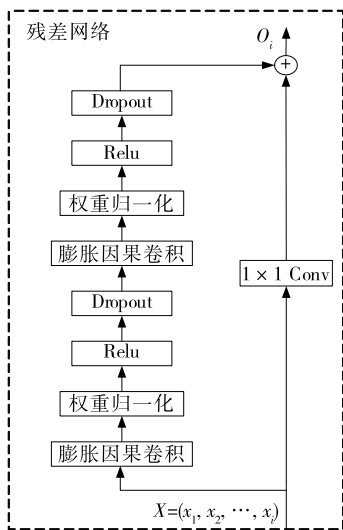 残差网络
O_i
+
Dropout
Relu
权重归一化
膨胀因果卷积
1 × 1 Conv
Dropout
Relu
权重归一化
膨胀因果卷积
X=(x_1, x_2, …, x_i)